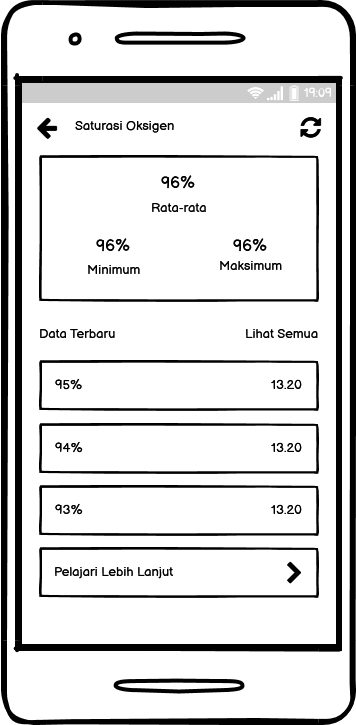 19:09
Saturasi Oksigen
96%
Rata-rata
96% 96%
Minimum Maksimum
Data Terbaru Lihat Semua
95% 13.20
94% 13.20
93% 13.20
Pelajari Lebih Lanjut